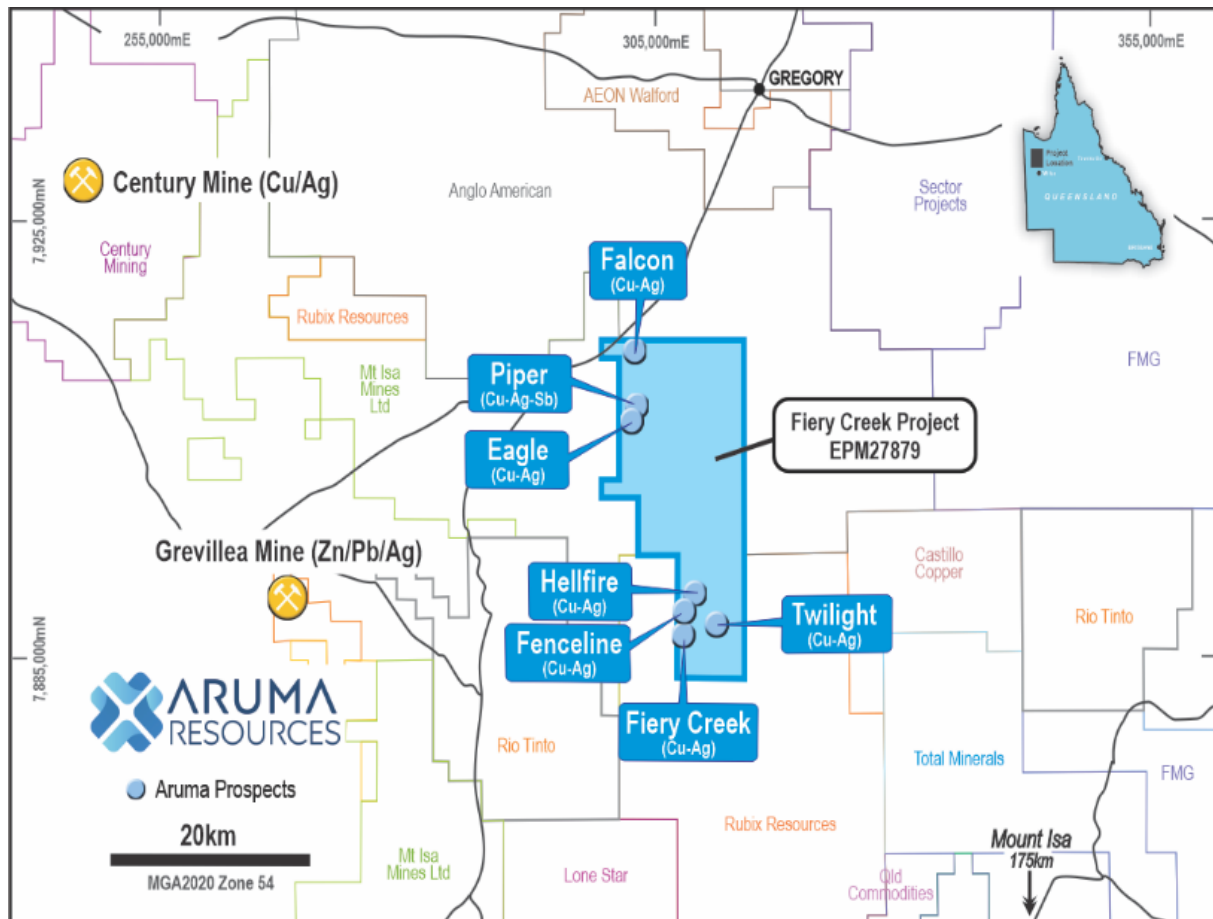 255,000mE
305,000mE
355,000mE
GREGORY
AEON Walford
Project
Location
QUEENSLAND
Century Mine (Cu/Ag)
Anglo American
Sector
Projects
7,925,000mN
Century
Mining
Falcon
(Cu-Ag)
Rubix Resources
FMG
Mt Isa
Mines
Ltd
Piper
(Cu-Ag-Sb)
Fiery Creek Project
EPM27879
Eagle
(Cu-Ag)
Grevillea Mine (Zn/Pb/Ag)
Castillo
Copper
Hellfire
(Cu-Ag)
Twilight
(Cu-Ag)
Rio Tinto
Fenceline
(Cu-Ag)
7,885,000mN
ARUMA
RESOURCES
Fiery Creek
(Cu-Ag)
Rio Tinto
Total Minerals
FMG
Aruma Prospects
Rubix Resources
20km
Mount Isa
175km
Mt Isa
Mines Ltd
Lone Star
Qld
Commodities
MGA2020 Zone 54